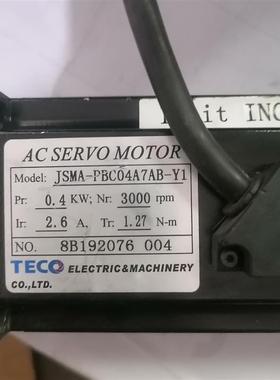 it INC
AC SERVO MOTOR
Model: JSMA-PBC04A7AB-Y1
Pr: 0.4 KW; Nr: 3000 rpm
Ir: 2.6 A, Tr: 1.27 N-m
NO. 8B192076 004
TECO ELECTRIC&MACHINERY
CO.,LTD.